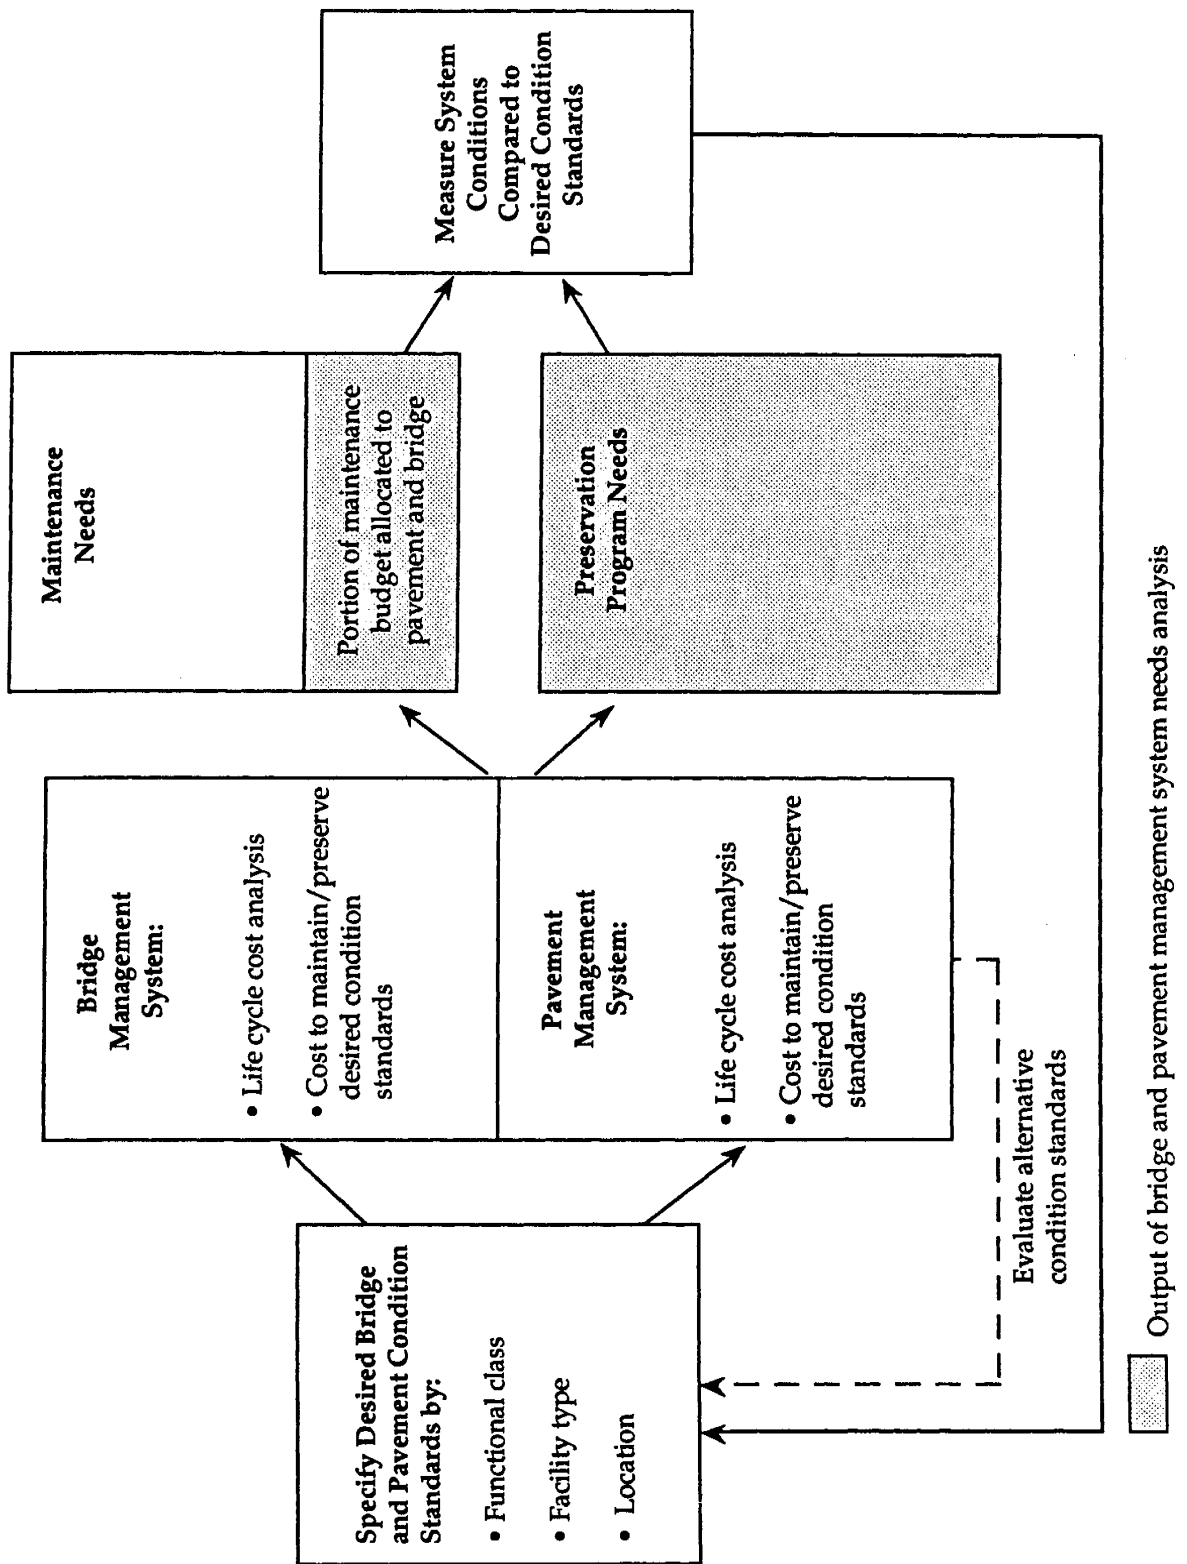 Specify Desired Bridge
and Pavement Condition
Standards by:
• Functional class
• Facility type
• Location
Bridge
Management
System:
• Life cycle cost analysis
• Cost to maintain/preserve
desired condition
standards
Pavement
Management
System:
• Life cycle cost analysis
• Cost to maintain/preserve
desired condition
standards
Evaluate alternative
condition standards
Maintenance
Needs
Portion of maintenance
budget allocated to
pavement and bridge
Preservation
Program Needs
Measure System
Conditions
Compared to
Desired Condition
Standards
Output of bridge and pavement management system needs analysis